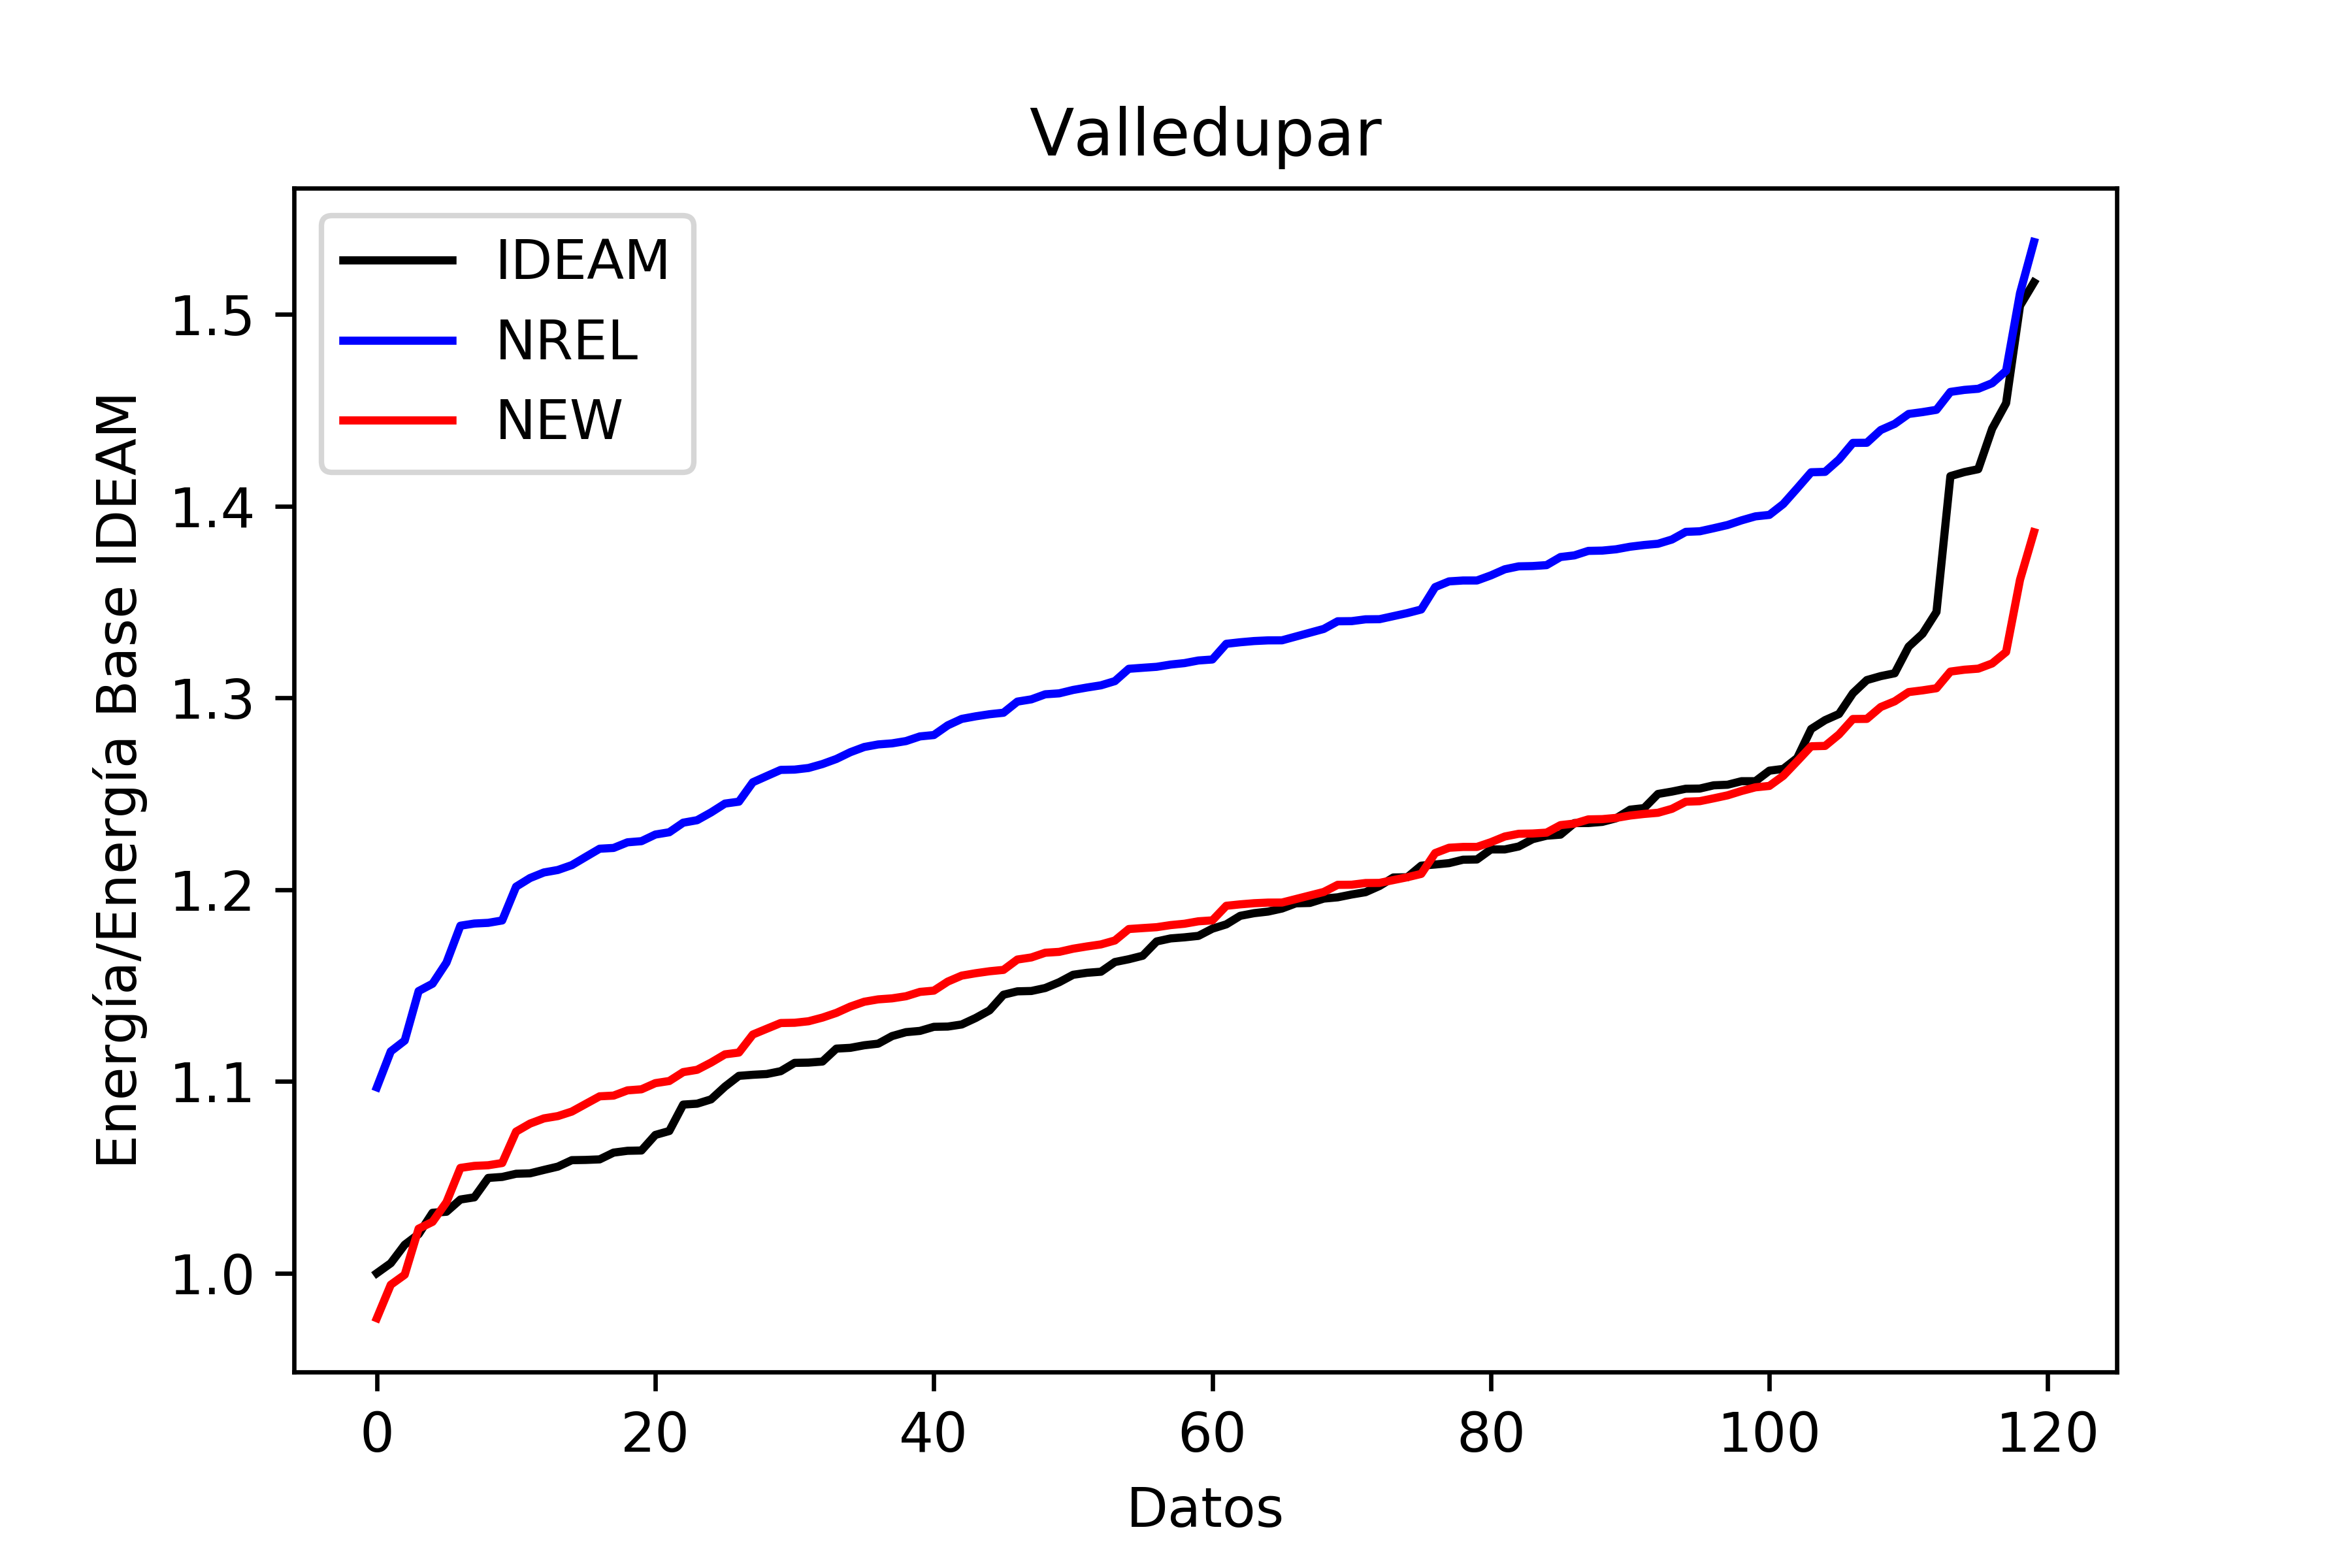 Valledupar
IDEAM
NREL
NEW
Energía/Energía Base IDEAM
1.5
1.4
1.3
1.2
1.1
1.0
0 20 40 60 80 100 120
Datos